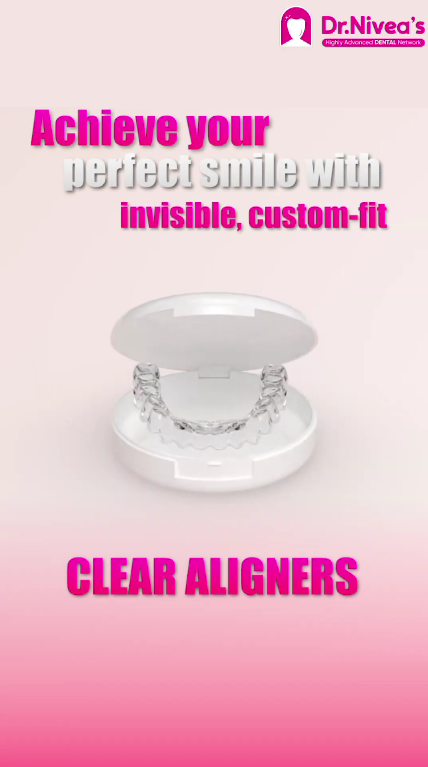 Dr.Nivea's
Highly Advanced DENTAL Network
Achieve your
perfect smile with
invisible, custom-fit
CLEAR ALIGNERS